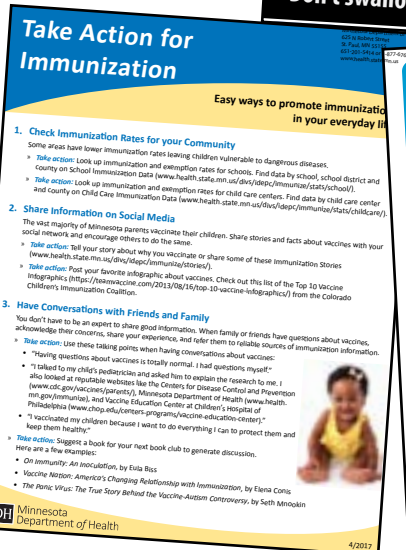 Don't Swallo
Take Action for
Immunization
625 N Robert Street
St. Paul, MN
Easy ways to promote immunizatio
in your everyday lif
1. Check Immunization Rates for your Community
Some areas have lower immunization rates leaving children vulnerable to dangerous diseases.
» Take action: Look up immunization and exemption rates for schools. Find data by school, school district and
county on School Immunization Data (www.health.state.mn.us/divs/idepc/immunize/stats/school/).
» Take action: Look up immunization and exemption rates for child care centers. Find data by child care center
and county on Child Care Immunization Data (www.health.state.mn.us/divs/idepc/immunize/stats/childcare/).
2. Share Information on Social Media
The vast majority of Minnesota parents vaccinate their children. Share stories and facts about vaccines with your
social network and encourage others to do the same.
» Take action: Tell your story about why you vaccinate or share some of these Immunization Stories
(www.health.state.mn.us/divs/idepc/immunize/stories/).
» Take action: Post your favorite infographic about vaccines. Check out this list of the Top 10 Vaccine
Infographics (https://teamvaccine.com/2013/08/16/top-10-vaccine-infographics/) from the Colorado
Children's Immunization Coalition.
3. Have Conversations with Friends and Family
You don't have to be an expert to share good information. When family or friends have questions about vaccines,
acknowledge their concerns, share your experience, and refer them to reliable sources of immunization information.
» Take action: Use these talking points when having conversations about vaccines:
• "Having questions about vaccines is totally normal. I had questions myself."
• "I talked to my child's pediatrician and asked him to explain the research to me. I
also looked at reputable websites like the Centers for Disease Control and Prevention
(www.cdc.gov/vaccines/parents/), Minnesota Department of Health (www.health.
mn.gov/immunize), and Vaccine Education Center at Children's Hospital of
Philadelphia (www.chop.edu/centers-programs/vaccine-education-center)."
• "I vaccinated my children because I want to do everything I can to protect them and
keep them healthy."
» Take action: Suggest a book for your next book club to generate discussion.
Here are a few examples:
• On Immunity: An Inoculation, by Eula Biss
• Vaccine Nation: America's Changing Relationship with Immunization, by Elena Conis
• The Panic Virus: The True Story Behind the Vaccine-Autism Controversy, by Seth Mnookin
DH Minnesota
Department of Health
4/2017